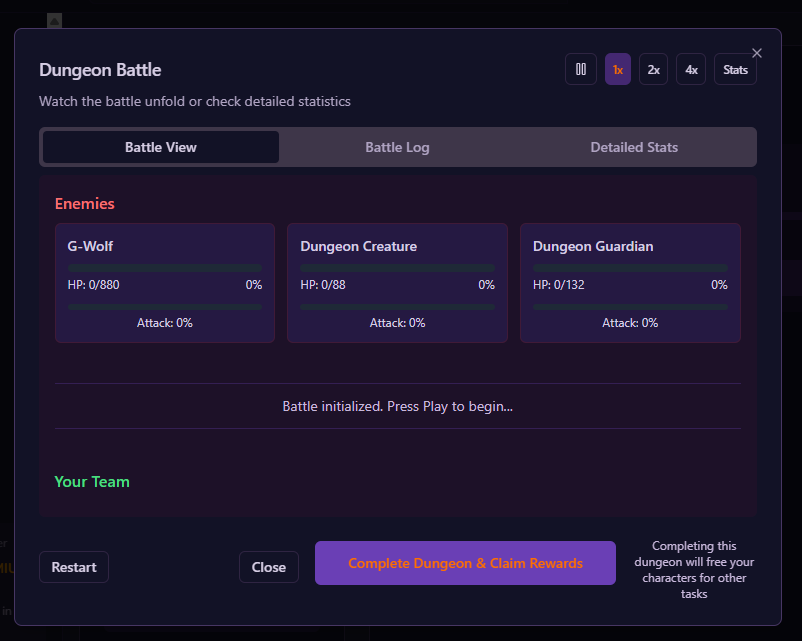 Dungeon Battle
1x
2x
4x
Stats
Watch the battle unfold or check detailed statistics
Battle View
Battle Log
Detailed Stats
Enemies
G-Wolf
HP: 0/880
0%
Attack: 0%
Dungeon Creature
HP: 0/88
0%
Attack: 0%
Dungeon Guardian
HP: 0/132
0%
Attack: 0%
Battle initialized. Press Play to begin...
Your Team
Restart
Close
Complete Dungeon & Claim Rewards
Completing this
dungeon will free your
characters for other
tasks